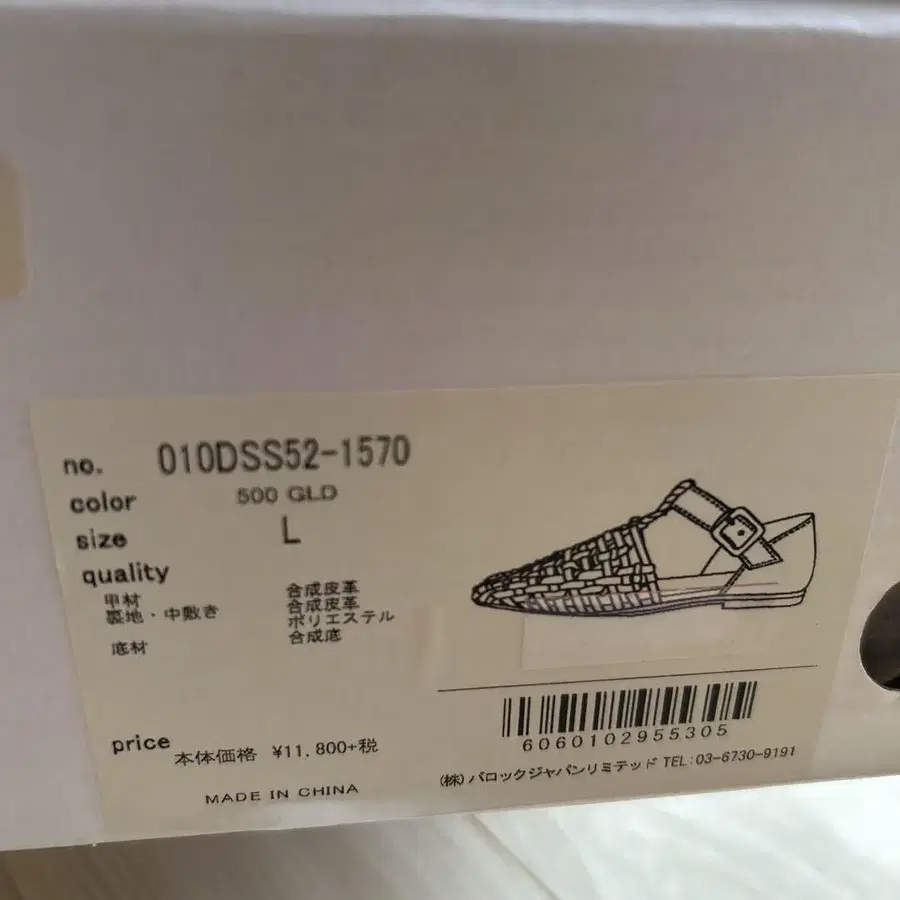 no. 010DSS52-1570
color 500 GLD
size L
quality
甲材 合成皮革
裏地・中敷き 合成皮革
ポリエステル
底材 合成底
price 本体価格 ¥11,800+税
MADE IN CHINA
6060102955305
(株)バロックジャパンリミテッド TEL:03-6730-9191